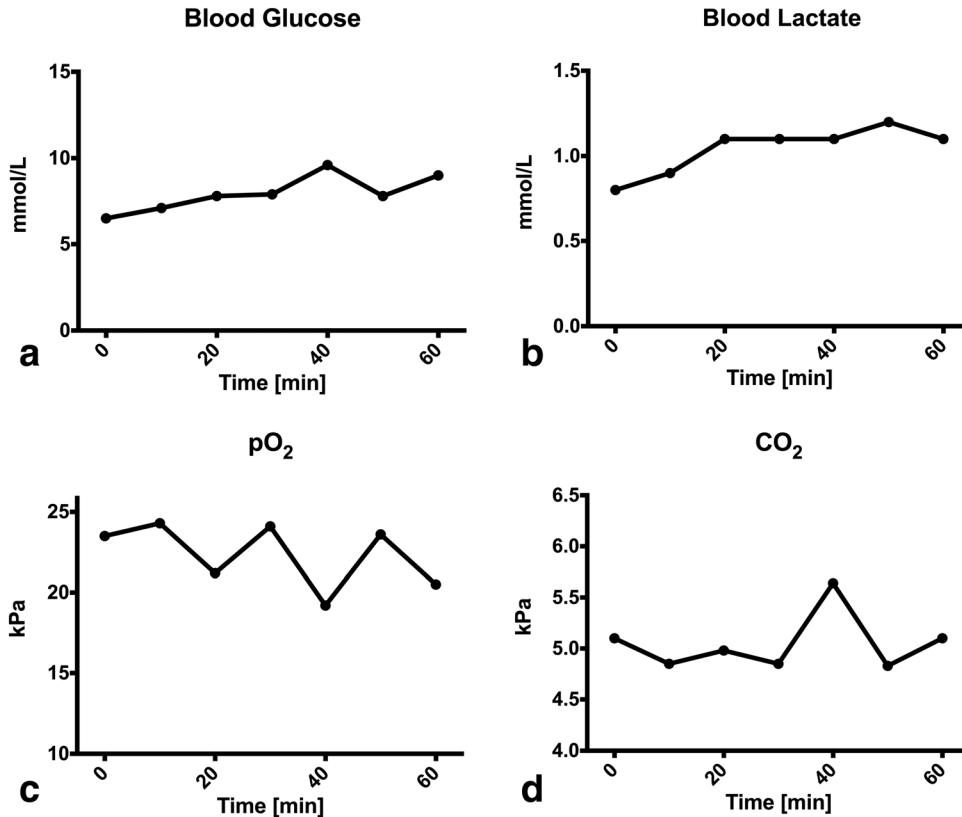 Blood Glucose
15
10
5
0
mmol/L
0
20
40
60
Time [min]
a
Blood Lactate
1.5
1.0
0.5
0.0
mmol/L
0
20
40
60
Time [min]
b
pO2
25
20
15
10
kPa
0
20
40
60
Time [min]
c
CO2
6.5
6.0
5.5
5.0
4.5
4.0
kPa
0
20
40
60
Time [min]
d